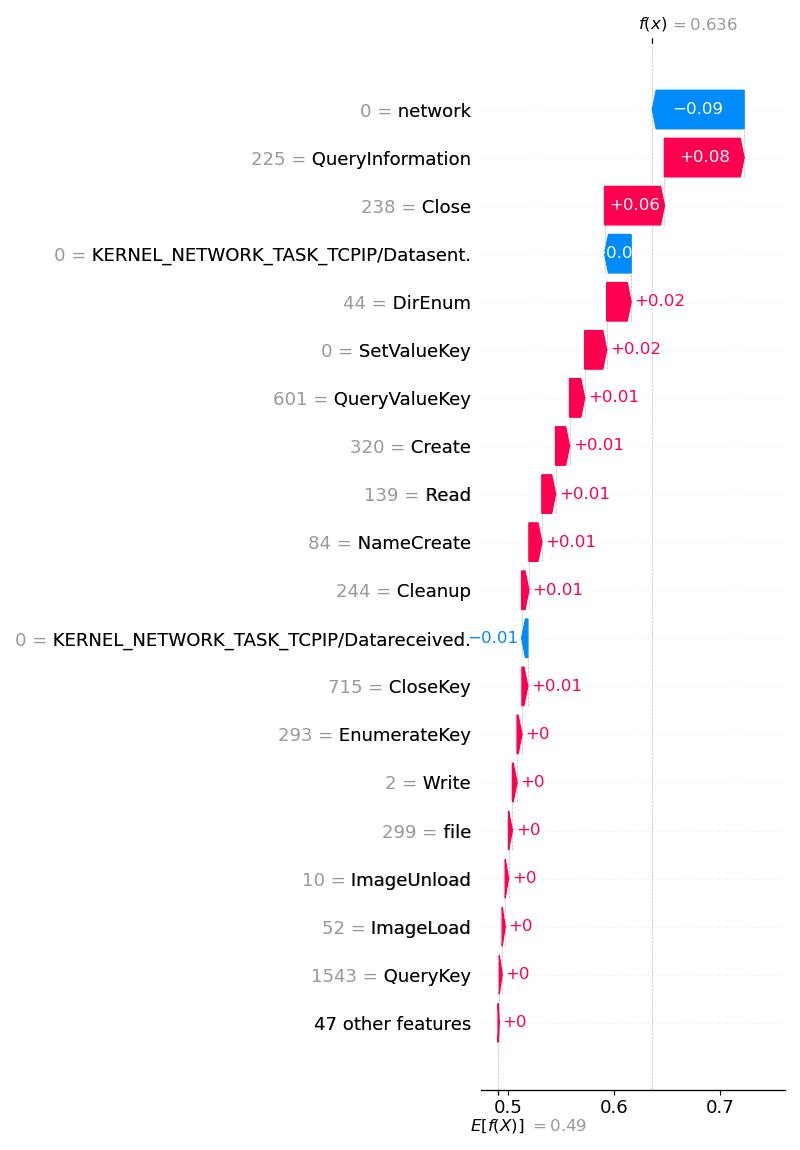 f(x) = 0.636
0 = network −0.09
225 = QueryInformation +0.08
238 = Close +0.06
0 = KERNEL_NETWORK_TASK_TCPIP/Datasent.
44 = DirEnum +0.02
0 = SetValueKey +0.02
601 = QueryValueKey +0.01
320 = Create +0.01
139 = Read +0.01
84 = NameCreate +0.01
244 = Cleanup +0.01
0 = KERNEL_NETWORK_TASK_TCPIP/Datareceived. −0.01
715 = CloseKey +0.01
293 = EnumerateKey +0
2 = Write +0
299 = file +0
10 = ImageUnload +0
52 = ImageLoad +0
1543 = QueryKey +0
47 other features +0
0.5 0.6 0.7
E[f(X)] = 0.49